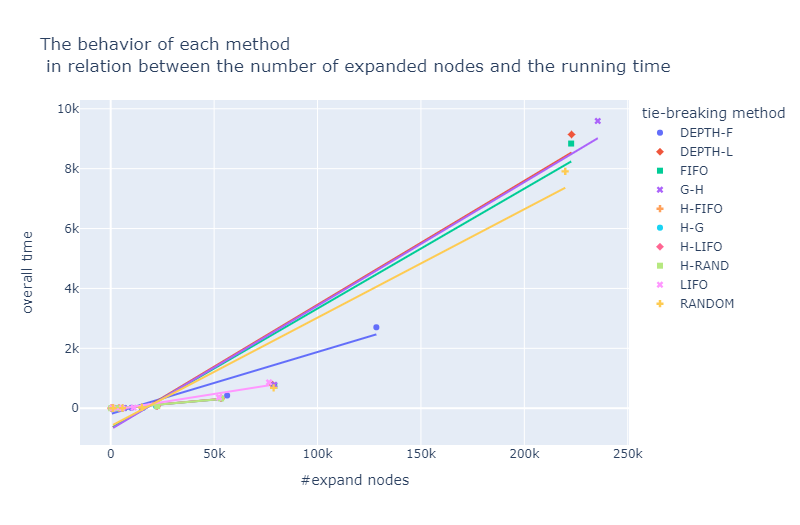 The behavior of each method
in relation between the number of expanded nodes and the running time
tie-breaking method
DEPTH-F
DEPTH-L
FIFO
G-H
H-FIFO
H-G
H-LIFO
H-RAND
LIFO
RANDOM
overall time
10k
8k
6k
4k
2k
0
0
50k
100k
150k
200k
250k
#expand nodes